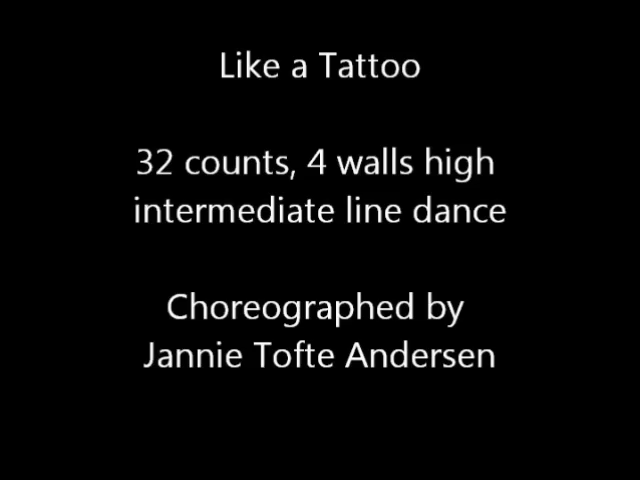 Like a Tattoo
32 counts, 4 walls high
intermediate line dance
Choreographed by
Jannie Tofte Andersen